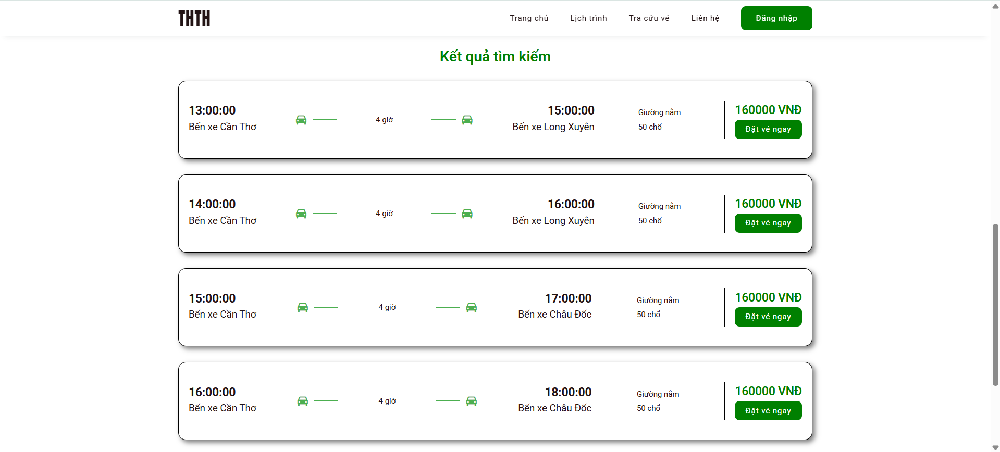 THTH
Trang chủ
Lịch trình
Tra cứu vé
Liên hệ
Đăng nhập
Kết quả tìm kiếm
13:00:00
Bến xe Cần Thơ
4 giờ
15:00:00
Bến xe Long Xuyên
Giường nằm
50 chổ
160000 VNĐ
Đặt vé ngay
14:00:00
Bến xe Cần Thơ
4 giờ
16:00:00
Bến xe Long Xuyên
Giường nằm
50 chổ
160000 VNĐ
Đặt vé ngay
15:00:00
Bến xe Cần Thơ
4 giờ
17:00:00
Bến xe Châu Đốc
Giường nằm
50 chổ
160000 VNĐ
Đặt vé ngay
16:00:00
Bến xe Cần Thơ
4 giờ
18:00:00
Bến xe Châu Đốc
Giường nằm
50 chổ
160000 VNĐ
Đặt vé ngay